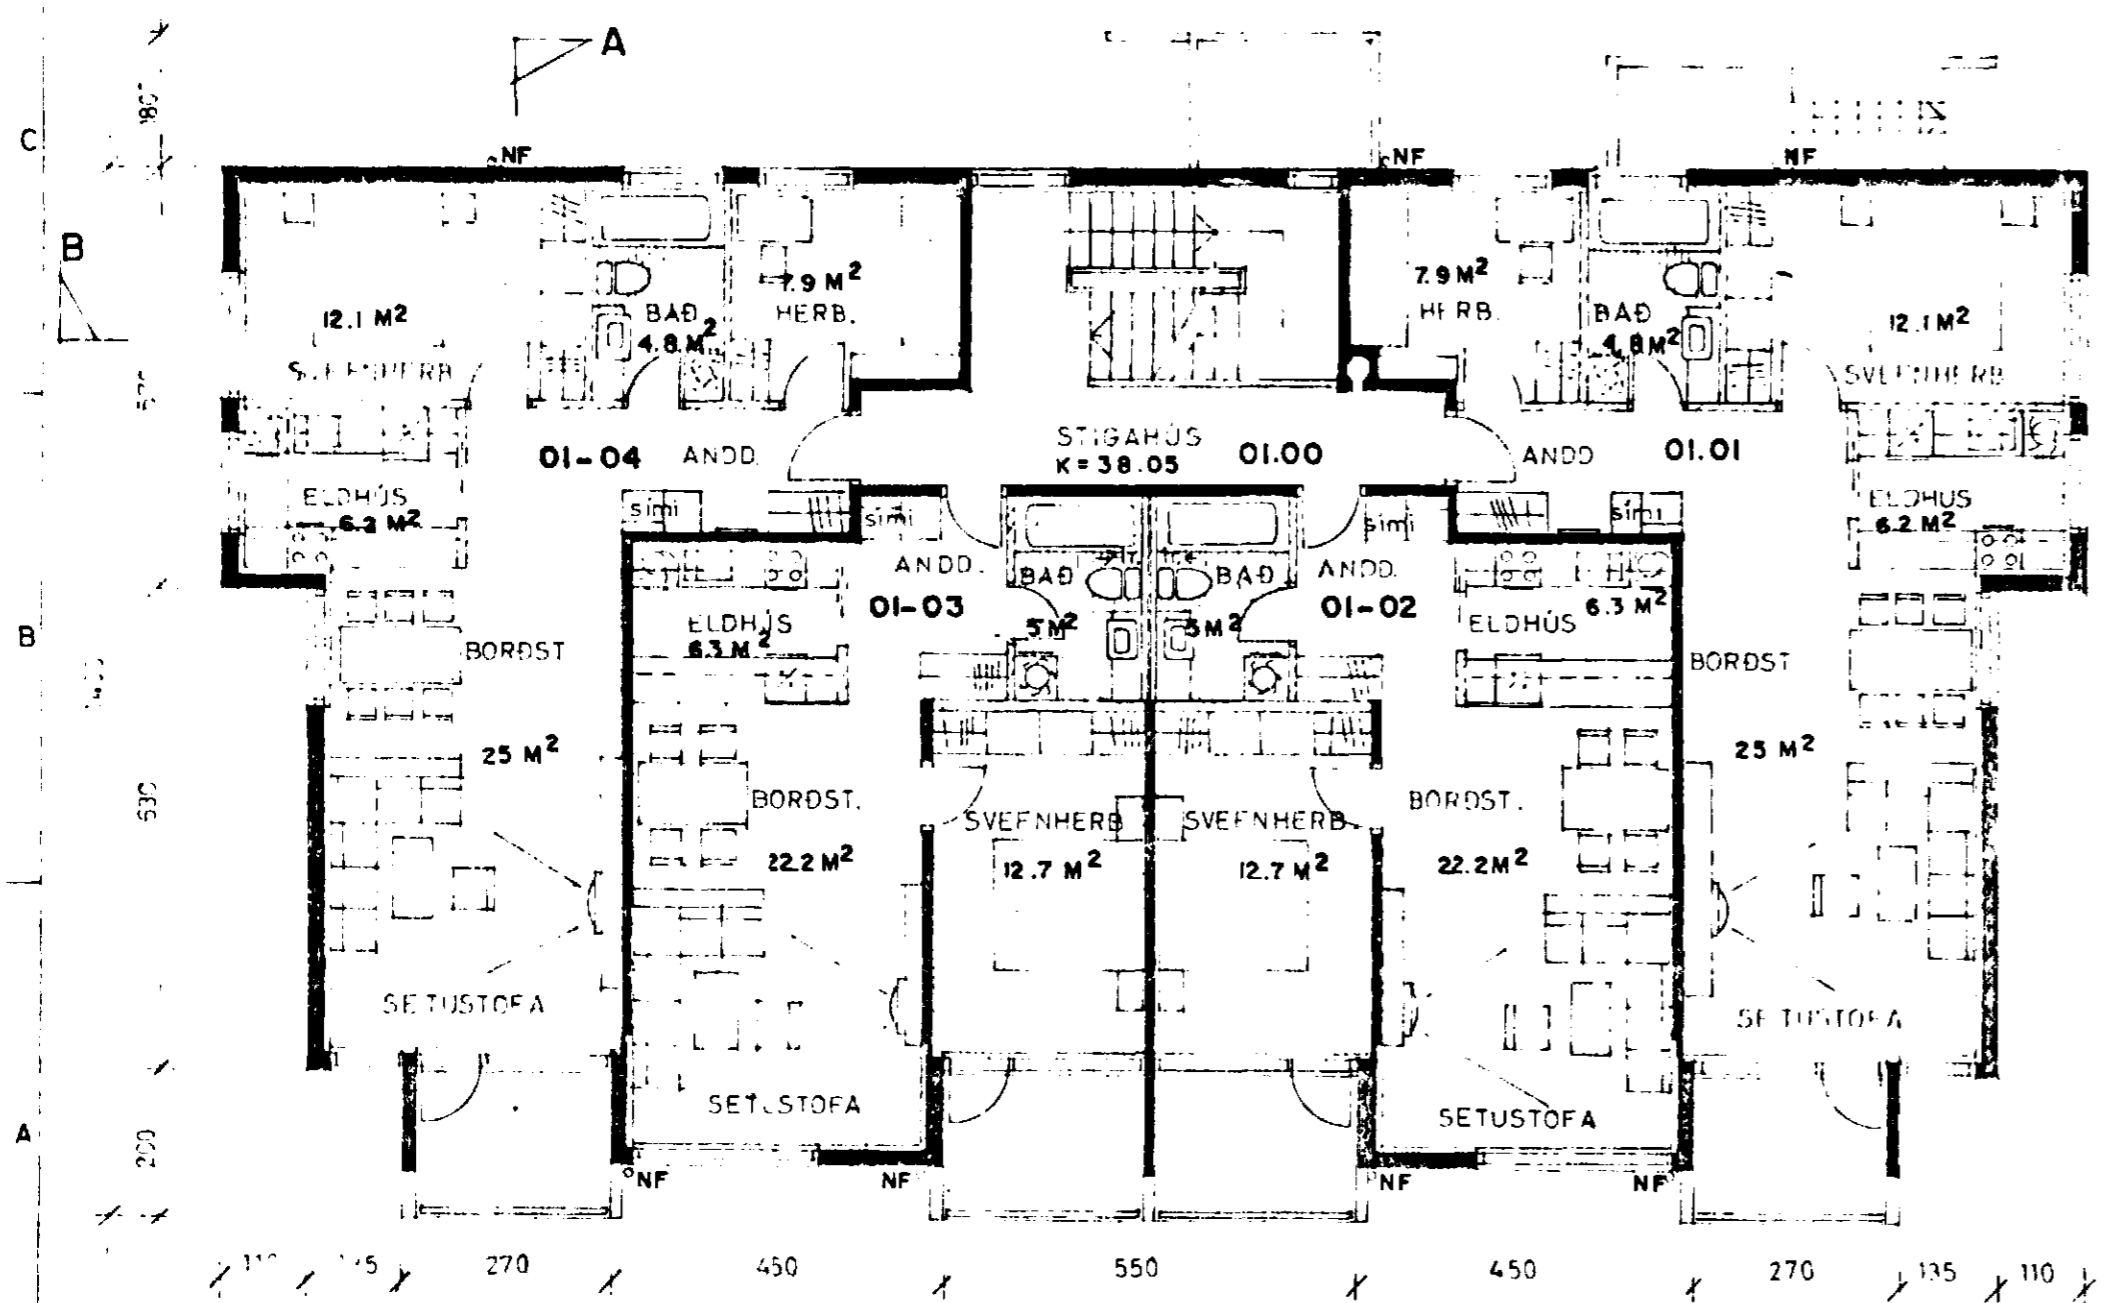 A
C
180
NF
NF
NF
B
7.9 M²
7.9 M²
12.1 M²
BAÐ
HERB.
HERB.
BAÐ
12.1 M²
4.8 M²
4.8 M²
SVEFNHERB
SVEFNHERB
01-04
ANDD.
STIGAHÚS
K = 38.05
01.00
ANDD
01.01
ELDHÚS
6.2 M²
ELDHÚS
6.2 M²
sími
sími
sími
sími
ANDD.
BAÐ
BAÐ
ANDD.
01-03
01-02
6.3 M²
B
ELDHÚS
6.3 M²
5 M²
5 M²
ELDHÚS
BORÐST
BORÐST
25 M²
25 M²
630
BORÐST.
SVEFNHERB
SVEFNHERB.
BORÐST.
22.2 M²
12.7 M²
12.7 M²
22.2 M²
SETUSTOFA
SETUSTOFA
SETUSTOFA
SETUSTOFA
A
200
NF
NF
NF
NF
270
450
550
450
270
135
110